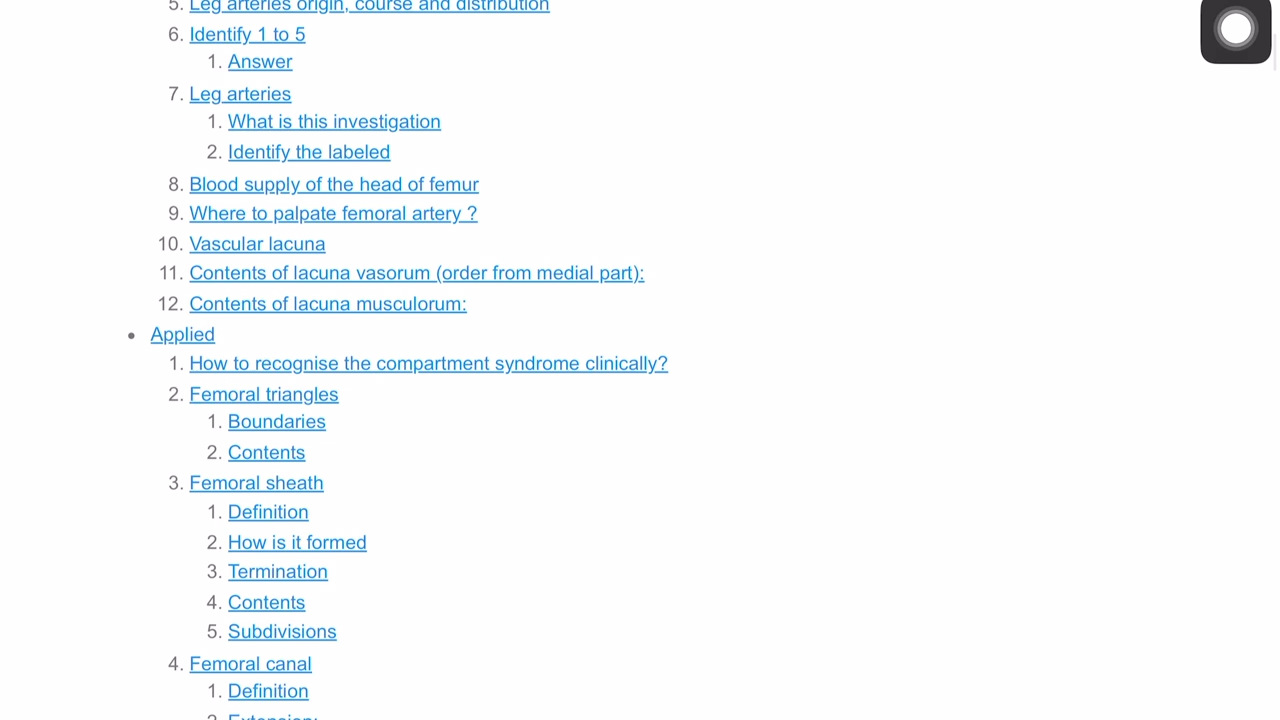 5. Leg arteries origin, course and distribution
6. Identify 1 to 5
1. Answer
7. Leg arteries
1. What is this investigation
2. Identify the labeled
8. Blood supply of the head of femur
9. Where to palpate femoral artery ?
10. Vascular lacuna
11. Contents of lacuna vasorum (order from medial part):
12. Contents of lacuna musculorum:
• Applied
1. How to recognise the compartment syndrome clinically?
2. Femoral triangles
1. Boundaries
2. Contents
3. Femoral sheath
1. Definition
2. How is it formed
3. Termination
4. Contents
5. Subdivisions
4. Femoral canal
1. Definition
2. Extension: